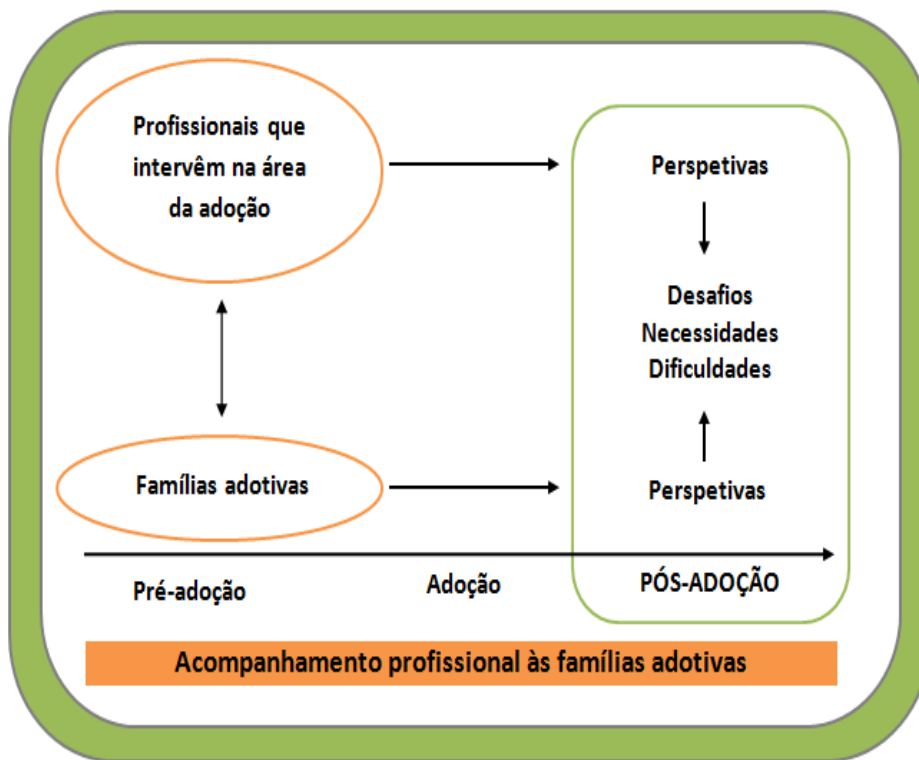 Profissionais que
intervêm na área
da adoção
Perspetivas
Desafios
Necessidades
Dificuldades
Famílias adotivas
Perspetivas
Pré-adoção
Adoção
PÓS-ADOÇÃO
Acompanhamento profissional às famílias adotivas